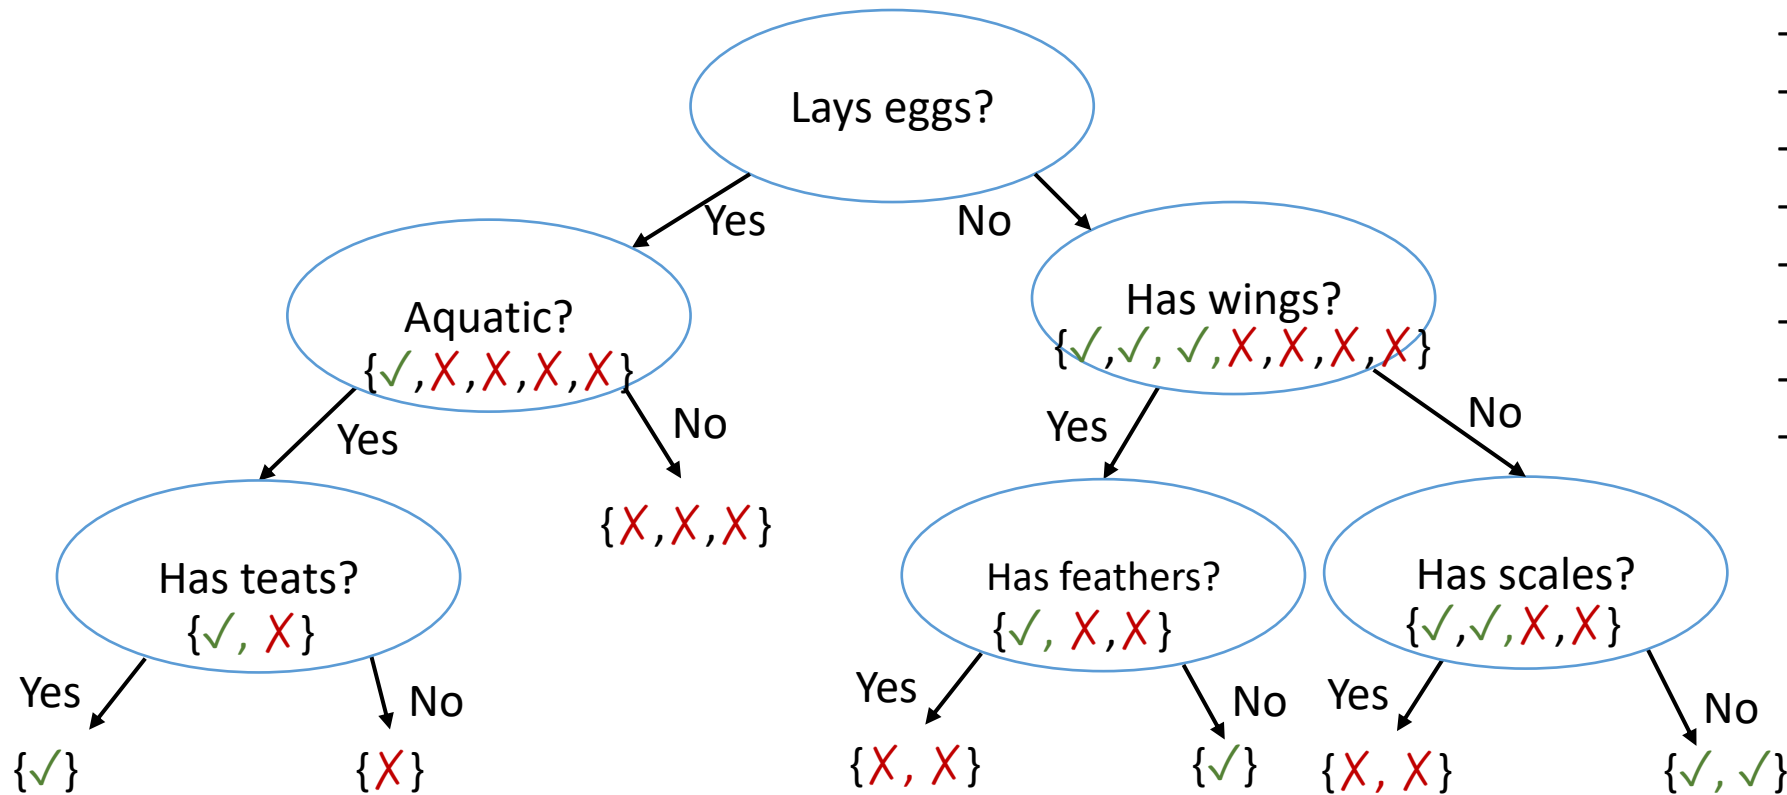 Lays eggs?
Yes
No
Aquatic?
{✓,✗,✗,✗,✗}
Has wings?
{✓,✓,✓,✗,✗,✗,✗}
Yes
No
Yes
No
{✗,✗,✗}
Has teats?
{✓,✗}
Has feathers?
{✓,✗,✗}
Has scales?
{✓,✓,✗,✗}
Yes
No
Yes
No
Yes
No
{✓}
{✗}
{✗,✗}
{✓}
{✗,✗}
{✓,✓}